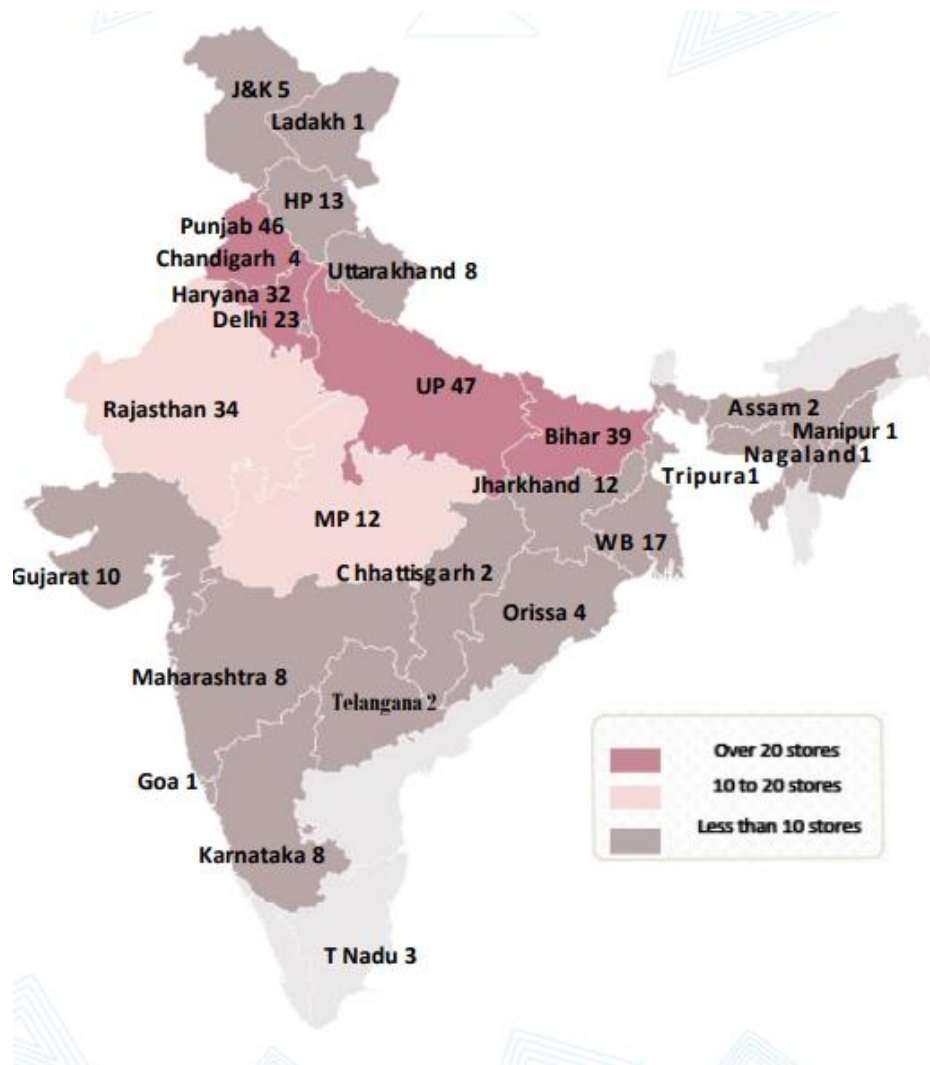 J&K 5
Ladakh 1
HP 13
Punjab 46
Chandigarh 4
Uttarakhand 8
Haryana 32
Delhi 23
UP 47
Rajasthan 34
Assam 2
Bihar 39
Manipur 1
Nagaland1
Tripura1
Jharkhand 12
MP 12
WB 17
Chhattisgarh 2
Gujarat 10
Orissa 4
Maharashtra 8
Telangana 2
Over 20 stores
10 to 20 stores
Less than 10 stores
Goa 1
Karnataka 8
T Nadu 3